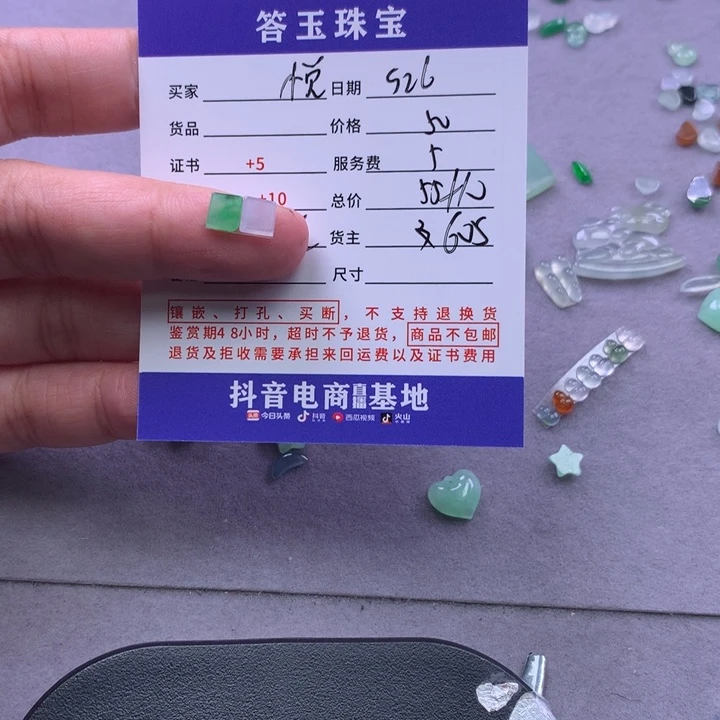 答玉珠宝
买家 悦 日期 526
货品 价格 50
证书 +5 服务费 5
+10 总价 55+10
货主 605
尺寸
镶嵌、打孔、买断，不支持退换货
鉴赏期48小时，超时不予退货，商品不包邮
退货及拒收需要承担来回运费以及证书费用
抖音电商直播基地
头条 今日头条 抖音 西瓜视频 火山